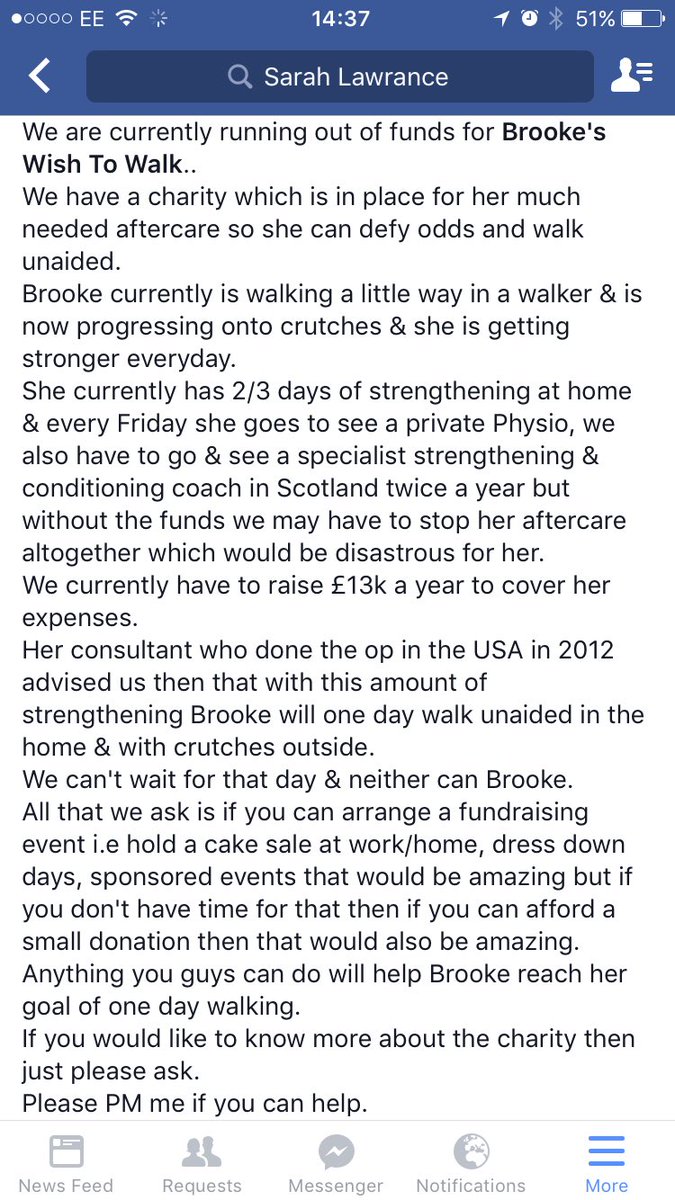 EE 14:37 51%
Sarah Lawrance
We are currently running out of funds for Brooke's
Wish To Walk..
We have a charity which is in place for her much
needed aftercare so she can defy odds and walk
unaided.
Brooke currently is walking a little way in a walker & is
now progressing onto crutches & she is getting
stronger everyday.
She currently has 2/3 days of strengthening at home
& every Friday she goes to see a private Physio, we
also have to go & see a specialist strengthening &
conditioning coach in Scotland twice a year but
without the funds we may have to stop her aftercare
altogether which would be disastrous for her.
We currently have to raise £13k a year to cover her
expenses.
Her consultant who done the op in the USA in 2012
advised us then that with this amount of
strengthening Brooke will one day walk unaided in the
home & with crutches outside.
We can't wait for that day & neither can Brooke.
All that we ask is if you can arrange a fundraising
event i.e hold a cake sale at work/home, dress down
days, sponsored events that would be amazing but if
you don't have time for that then if you can afford a
small donation then that would also be amazing.
Anything you guys can do will help Brooke reach her
goal of one day walking.
If you would like to know more about the charity then
just please ask.
Please PM me if you can help.
News Feed Requests Messenger Notifications More